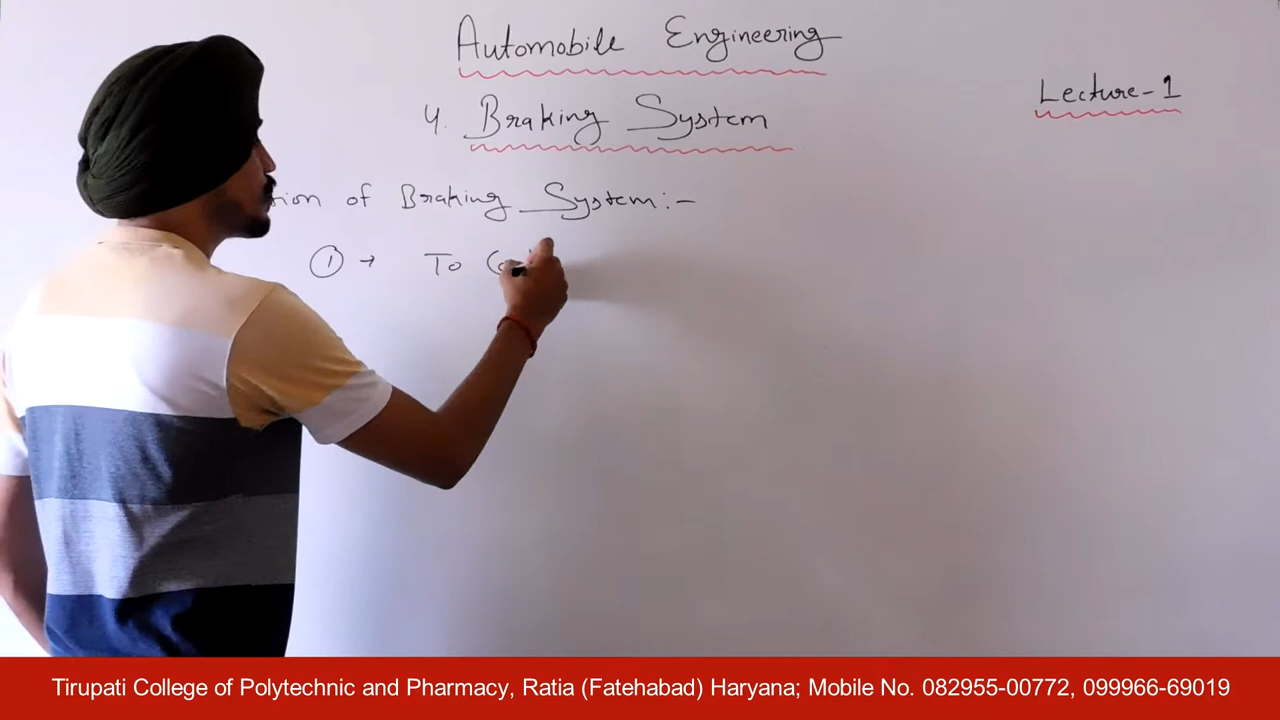 Automobile Engineering
Lecture-1
4. Braking System
of Braking System:-
① → To
Tirupati College of Polytechnic and Pharmacy, Ratia (Fatehabad) Haryana; Mobile No. 082955-00772, 099966-69019